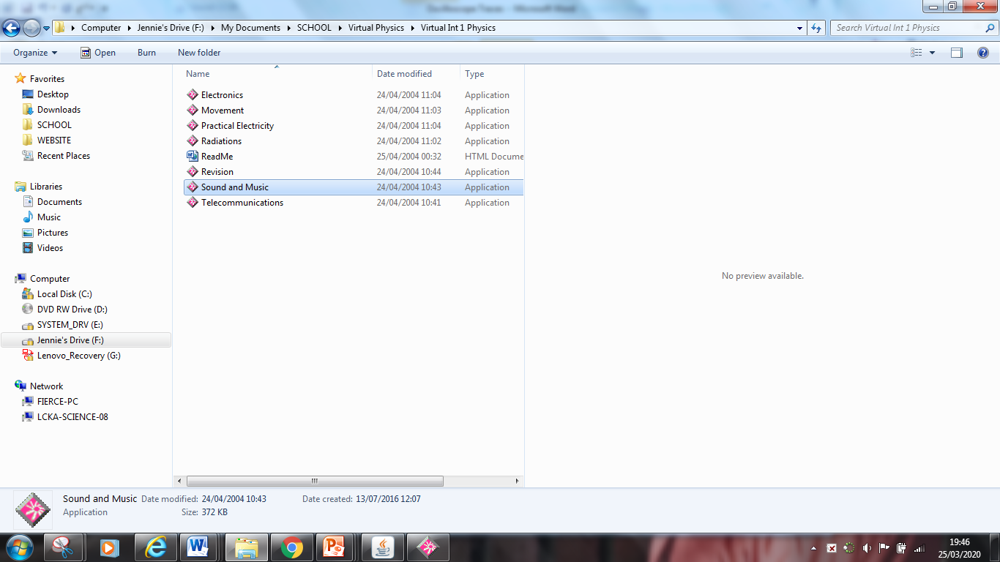 Computer Jennie's Drive (F:) My Documents SCHOOL Virtual Physics Virtual Int 1 Physics Search Virtual Int 1 Physics
Organize Open Burn New folder
Favorites
Desktop
Downloads
SCHOOL
WEBSITE
Recent Places
Libraries
Documents
Music
Pictures
Videos
Computer
Local Disk (C:)
DVD RW Drive (D:)
SYSTEM_DRV (E:)
Jennie's Drive (F:)
Lenovo_Recovery (G:)
Network
FIERCE-PC
LCKA-SCIENCE-08
Name Date modified Type
Electronics 24/04/2004 11:04 Application
Movement 24/04/2004 11:03 Application
Practical Electricity 24/04/2004 11:04 Application
Radiations 24/04/2004 11:02 Application
ReadMe 25/04/2004 00:32 HTML Docume
Revision 24/04/2004 10:44 Application
Sound and Music 24/04/2004 10:43 Application
Telecommunications 24/04/2004 10:41 Application
No preview available.
Sound and Music Date modified: 24/04/2004 10:43 Date created: 13/07/2016 12:07
Application Size: 372 KB
19:46
25/03/2020